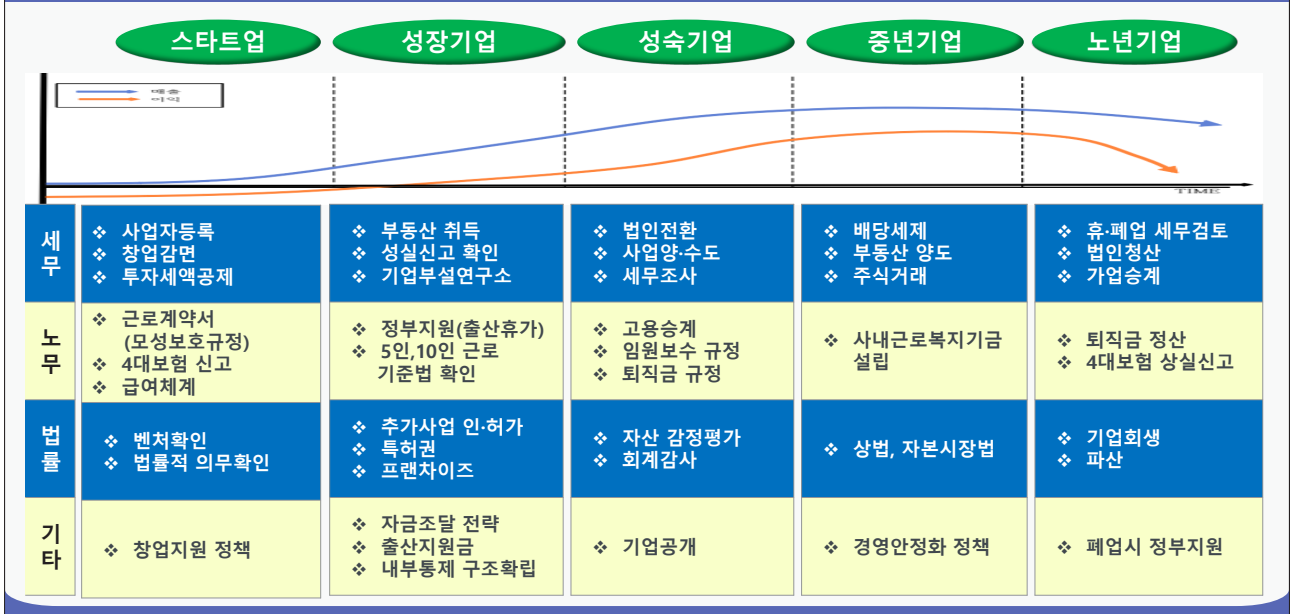 스타트업
성장기업
성숙기업
중년기업
노년기업
매출
이익
TIME
세무
❖ 사업자등록
❖ 창업감면
❖ 투자세액공제
❖ 부동산 취득
❖ 성실신고 확인
❖ 기업부설연구소
❖ 법인전환
❖ 사업양·수도
❖ 세무조사
❖ 배당세제
❖ 부동산 양도
❖ 주식거래
❖ 휴·폐업 세무검토
❖ 법인청산
❖ 가업승계
노무
❖ 근로계약서
(모성보호규정)
❖ 4대보험 신고
❖ 급여체계
❖ 정부지원(출산휴가)
❖ 5인,10인 근로
기준법 확인
❖ 고용승계
❖ 임원보수 규정
❖ 퇴직금 규정
❖ 사내근로복지기금
설립
❖ 퇴직금 정산
❖ 4대보험 상실신고
법률
❖ 벤처확인
❖ 법률적 의무확인
❖ 추가사업 인·허가
❖ 특허권
❖ 프랜차이즈
❖ 자산 감정평가
❖ 회계감사
❖ 상법, 자본시장법
❖ 기업회생
❖ 파산
기타
❖ 창업지원 정책
❖ 자금조달 전략
❖ 출산지원금
❖ 내부통제 구조확립
❖ 기업공개
❖ 경영안정화 정책
❖ 폐업시 정부지원